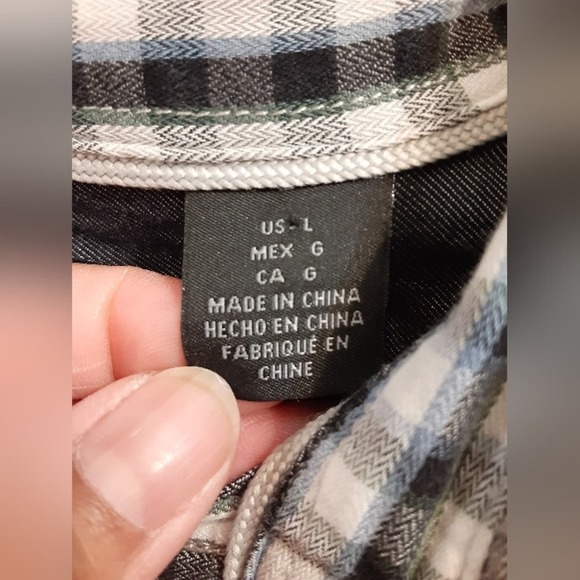 US - L
MEX G
CA G
MADE IN CHINA
HECHO EN CHINA
FABRIQUÉ EN
CHINE